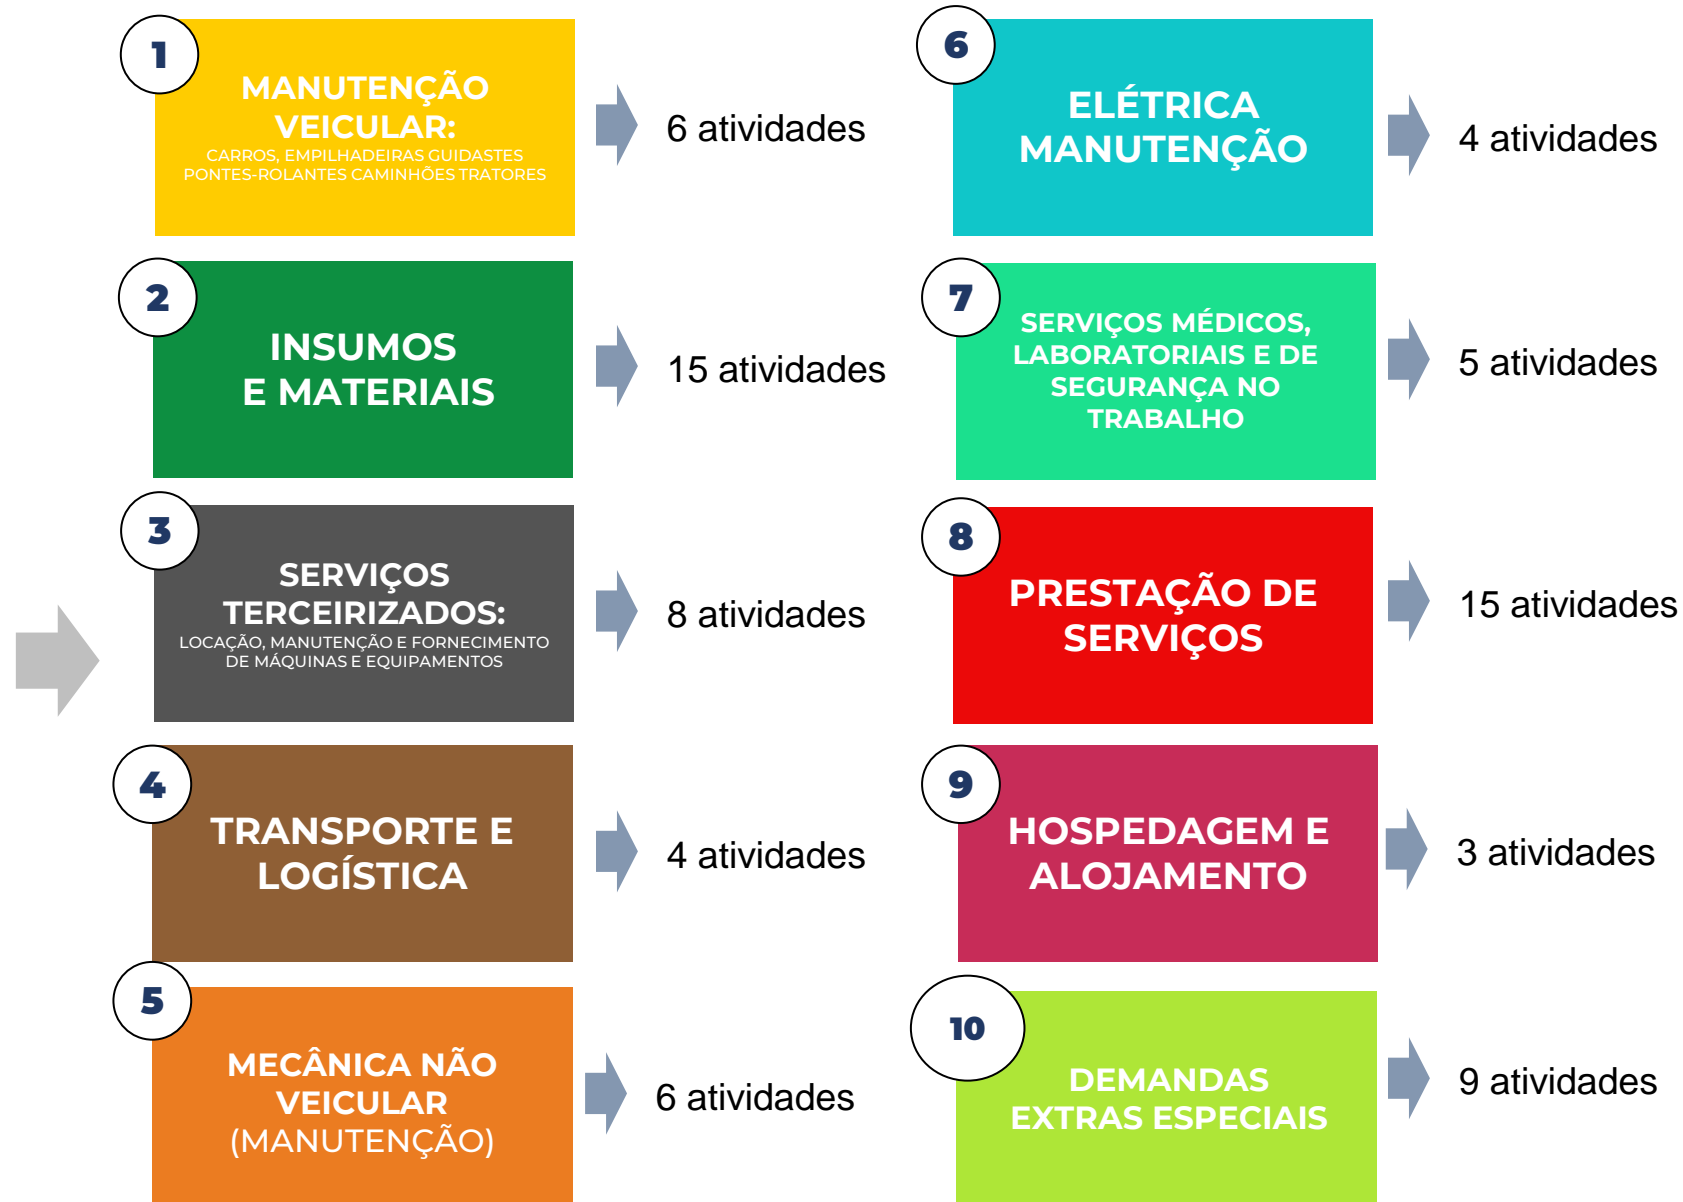 1
MANUTENÇÃO
VEICULAR:
CARROS, EMPILHADEIRAS GUIDASTES
PONTES-ROLANTES CAMINHÕES TRATORES
6 atividades
2
INSUMOS
E MATERIAIS
15 atividades
3
SERVIÇOS
TERCEIRIZADOS:
LOCAÇÃO, MANUTENÇÃO E FORNECIMENTO
DE MÁQUINAS E EQUIPAMENTOS
8 atividades
4
TRANSPORTE E
LOGÍSTICA
4 atividades
5
MECÂNICA NÃO
VEICULAR
(MANUTENÇÃO)
6 atividades
6
ELÉTRICA
MANUTENÇÃO
4 atividades
7
SERVIÇOS MÉDICOS,
LABORATORIAIS E DE
SEGURANÇA NO
TRABALHO
5 atividades
8
PRESTAÇÃO DE
SERVIÇOS
15 atividades
9
HOSPEDAGEM E
ALOJAMENTO
3 atividades
10
DEMANDAS
EXTRAS ESPECIAIS
9 atividades